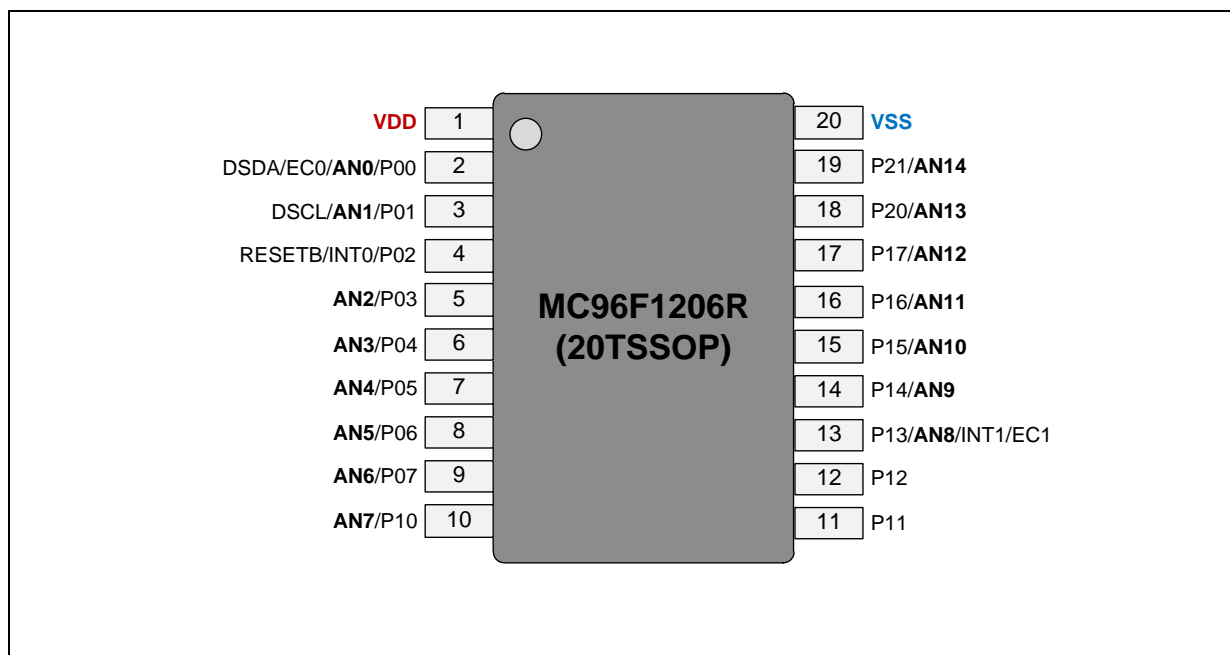 VDD 1 20 VSS
DSDA/EC0/AN0/P00 2 19 P21/AN14
DSCL/AN1/P01 3 18 P20/AN13
RESETB/INT0/P02 4 17 P17/AN12
AN2/P03 5 16 P16/AN11
MC96F1206R
(20TSSOP)
AN3/P04 6 15 P15/AN10
AN4/P05 7 14 P14/AN9
AN5/P06 8 13 P13/AN8/INT1/EC1
AN6/P07 9 12 P12
AN7/P10 10 11 P11